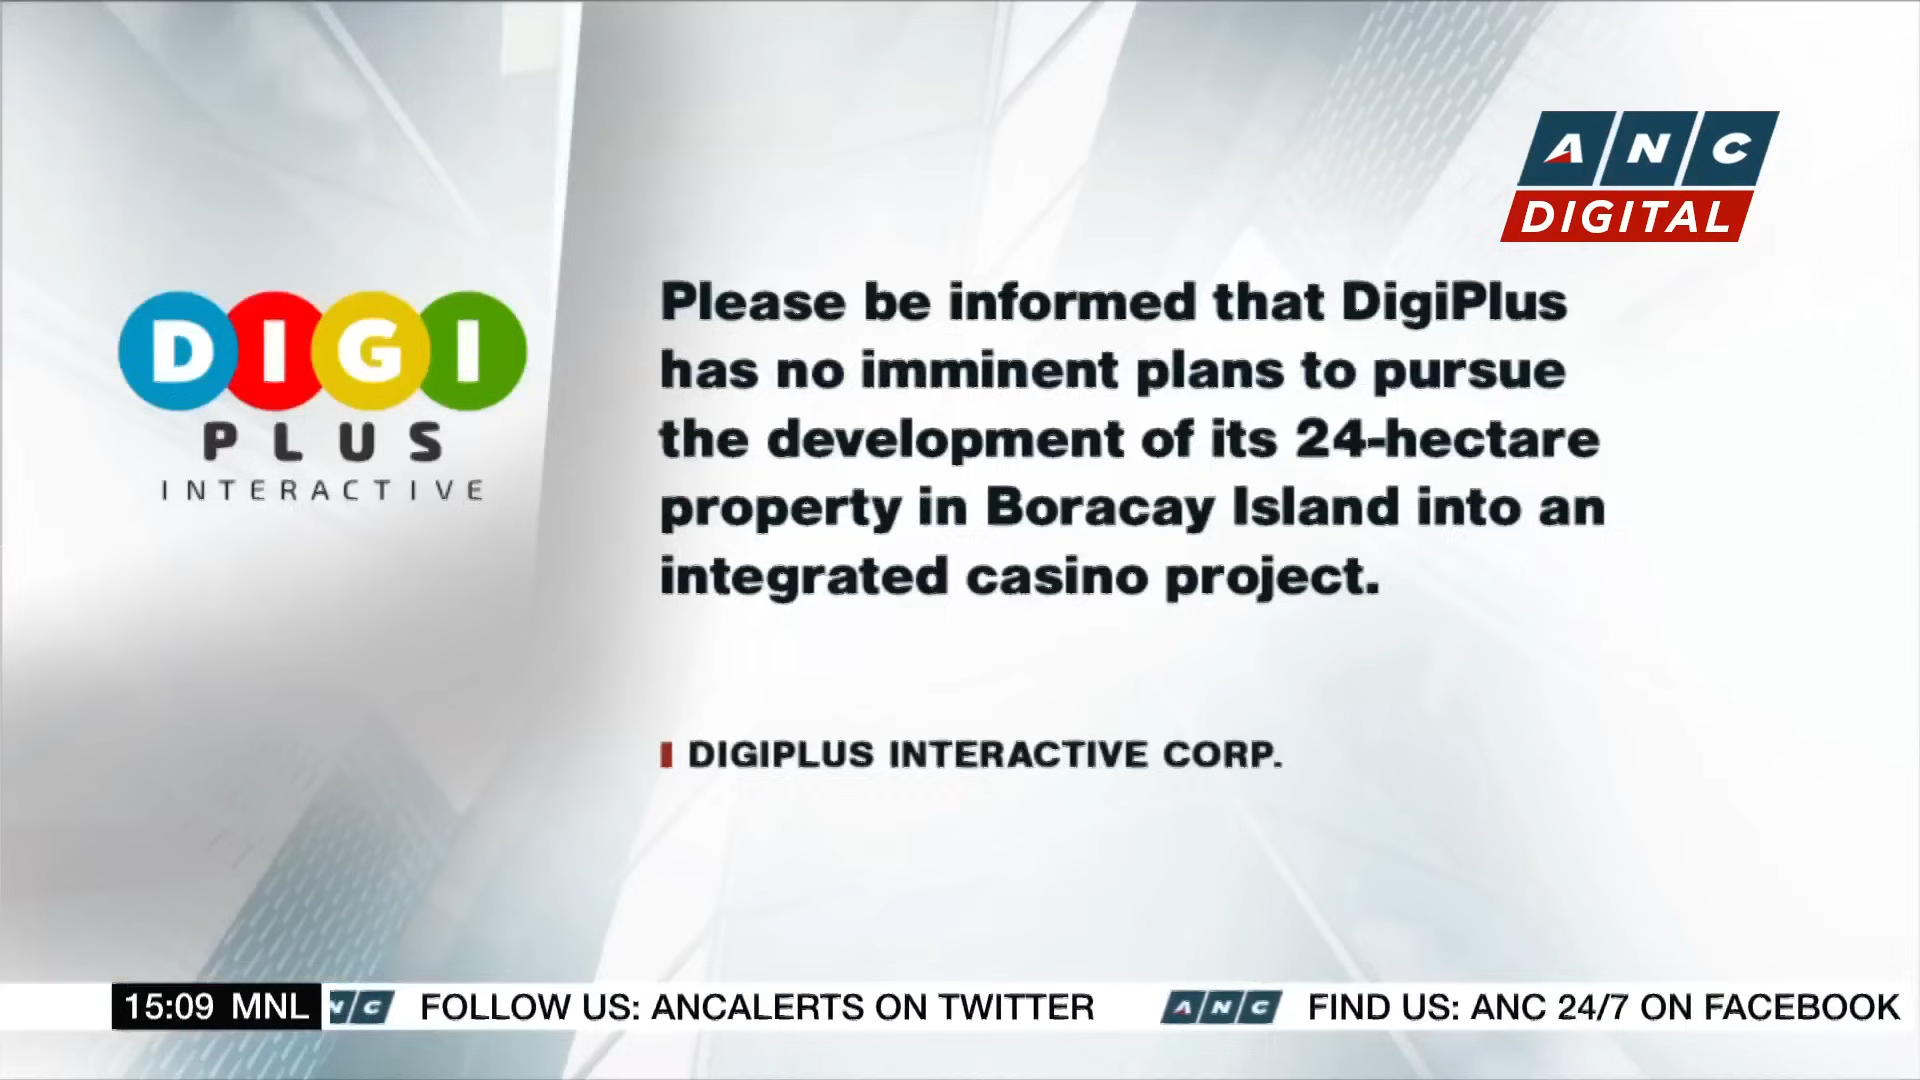 ANC
DIGITAL
DIGI
PLUS
INTERACTIVE
Please be informed that DigiPlus
has no imminent plans to pursue
the development of its 24-hectare
property in Boracay Island into an
integrated casino project.
DIGIPLUS INTERACTIVE CORP.
15:09 MNL NC FOLLOW US: ANCALERTS ON TWITTER ANC FIND US: ANC 24/7 ON FACEBOOK